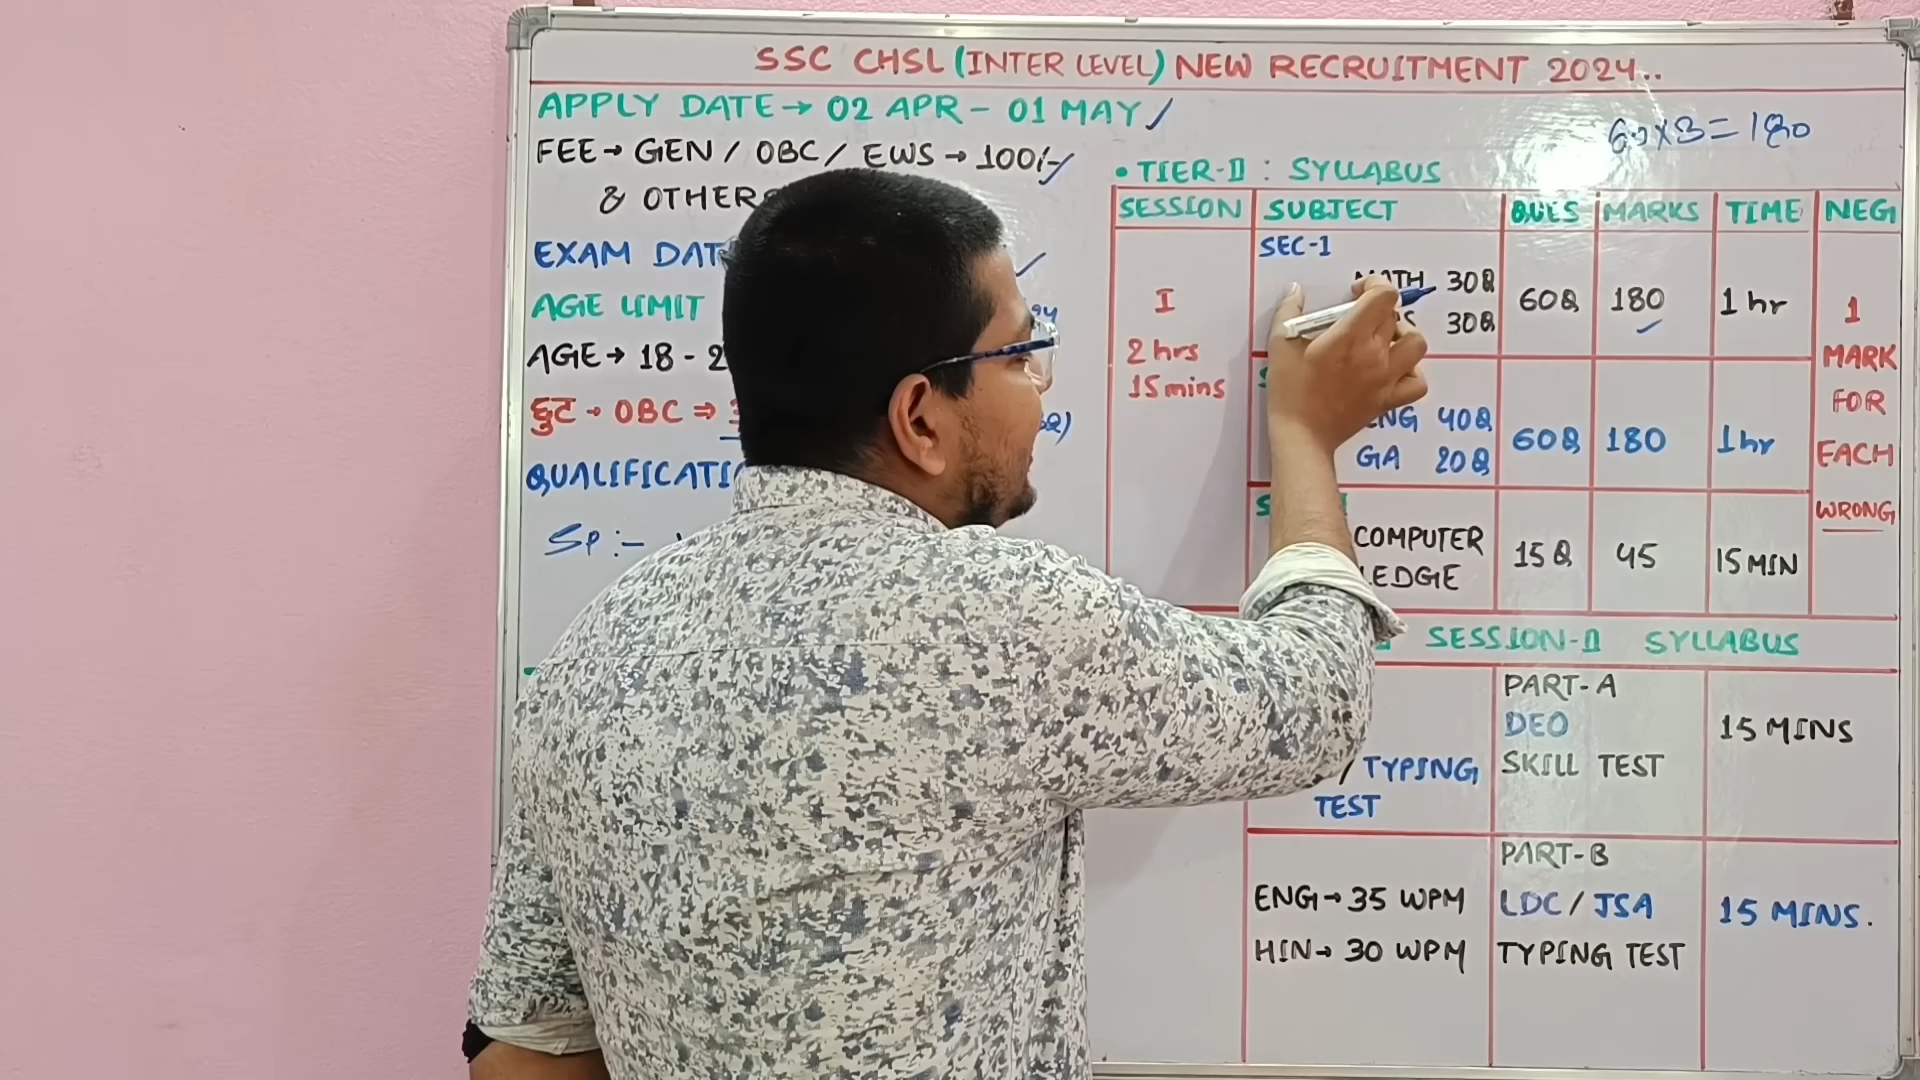 SSC CHSL (INTER LEVEL) NEW RECRUITMENT 2024..
APPLY DATE → 02 APR - 01 MAY
FEE → GEN / OBC / EWS → 100/-
& OTHERS
EXAM DAT
AGE LIMIT
AGE → 18 - 2
छुट → OBC ⇒ 3
QUALIFICATI
SP :-
60 x 3 = 180
• TIER-II : SYLLABUS
SESSION SUBJECT QUES MARKS TIME NEG
I
2 hrs
15 mins
SEC-1
MATH 30Q
30Q
60Q 180 1 hr
ENG 40Q
GA 20Q
60Q 180 1hr
COMPUTER
LEDGE
15Q 45 15 MIN
1
MARK
FOR
EACH
WRONG
SESSION-II SYLLABUS
/ TYPING
TEST
PART-A
DEO
SKILL TEST
15 MINS
ENG → 35 WPM
HIN → 30 WPM
PART-B
LDC / JSA
TYPING TEST
15 MINS.